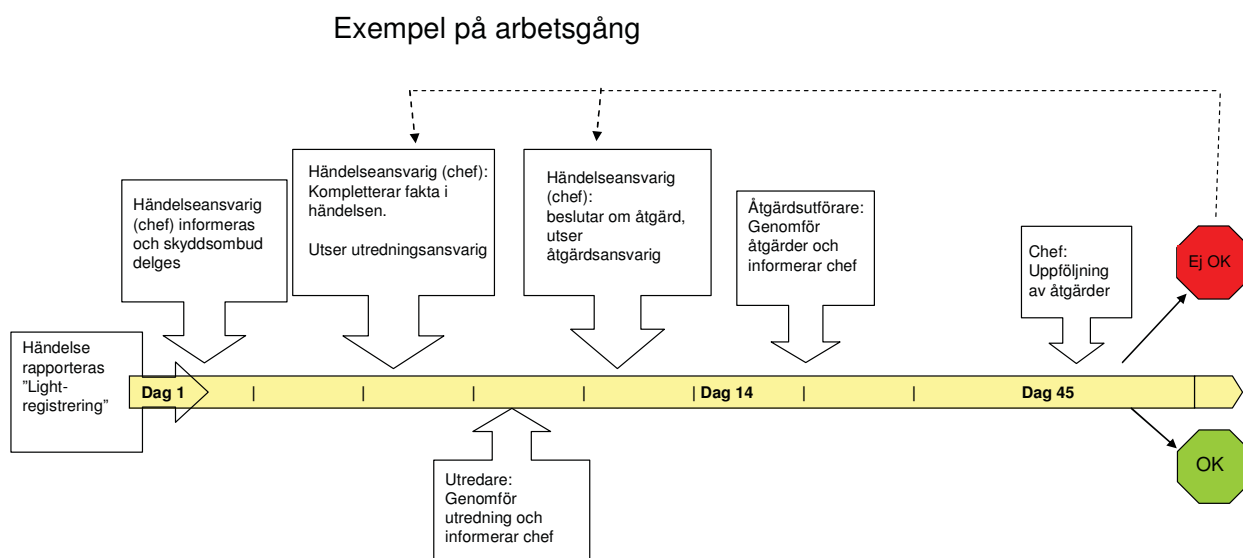 Exempel på arbetsgång
Händelseansvarig
(chef) informeras
och skyddsombud
delges
Händelseansvarig (chef):
Kompletterar fakta i
händelsen.
Utser utredningsansvarig
Händelseansvarig
(chef):
beslutar om åtgärd,
utser
åtgärdsansvarig
Åtgärdsutförare:
Genomför
åtgärder och
informerar chef
Chef:
Uppföljning
av åtgärder
Ej OK
Händelse
rapporteras
”Light-
registrering”
Dag 1 | | | | |Dag 14 | | Dag 45
Utredare:
Genomför
utredning och
informerar chef
OK